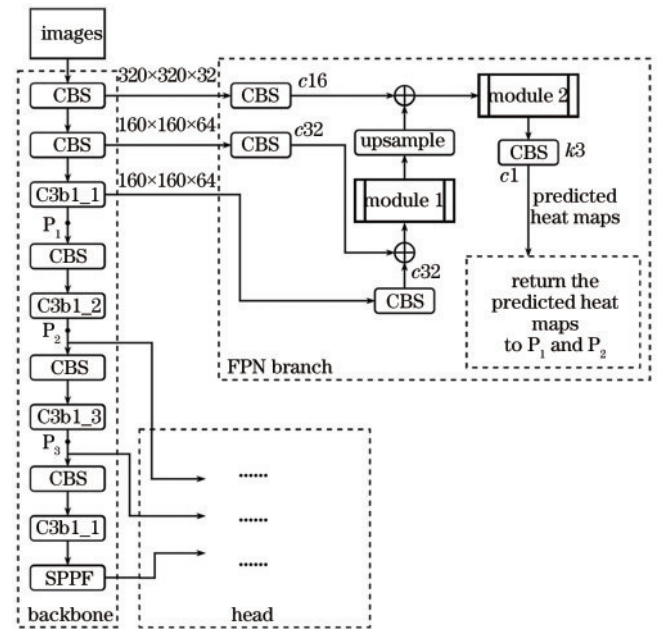 images
320×320×32
CBS
CBS
c16
module 2
160×160×64
CBS
CBS
c32
upsample
CBS
k3
c1
160×160×64
C3b1_1
module 1
predicted
heat maps
P1
CBS
c32
CBS
return the
predicted heat
maps
to P1 and P2
C3b1_2
P2
FPN branch
CBS
C3b1_3
P3
CBS
......
C3b1_1
......
SPPF
......
backbone
head